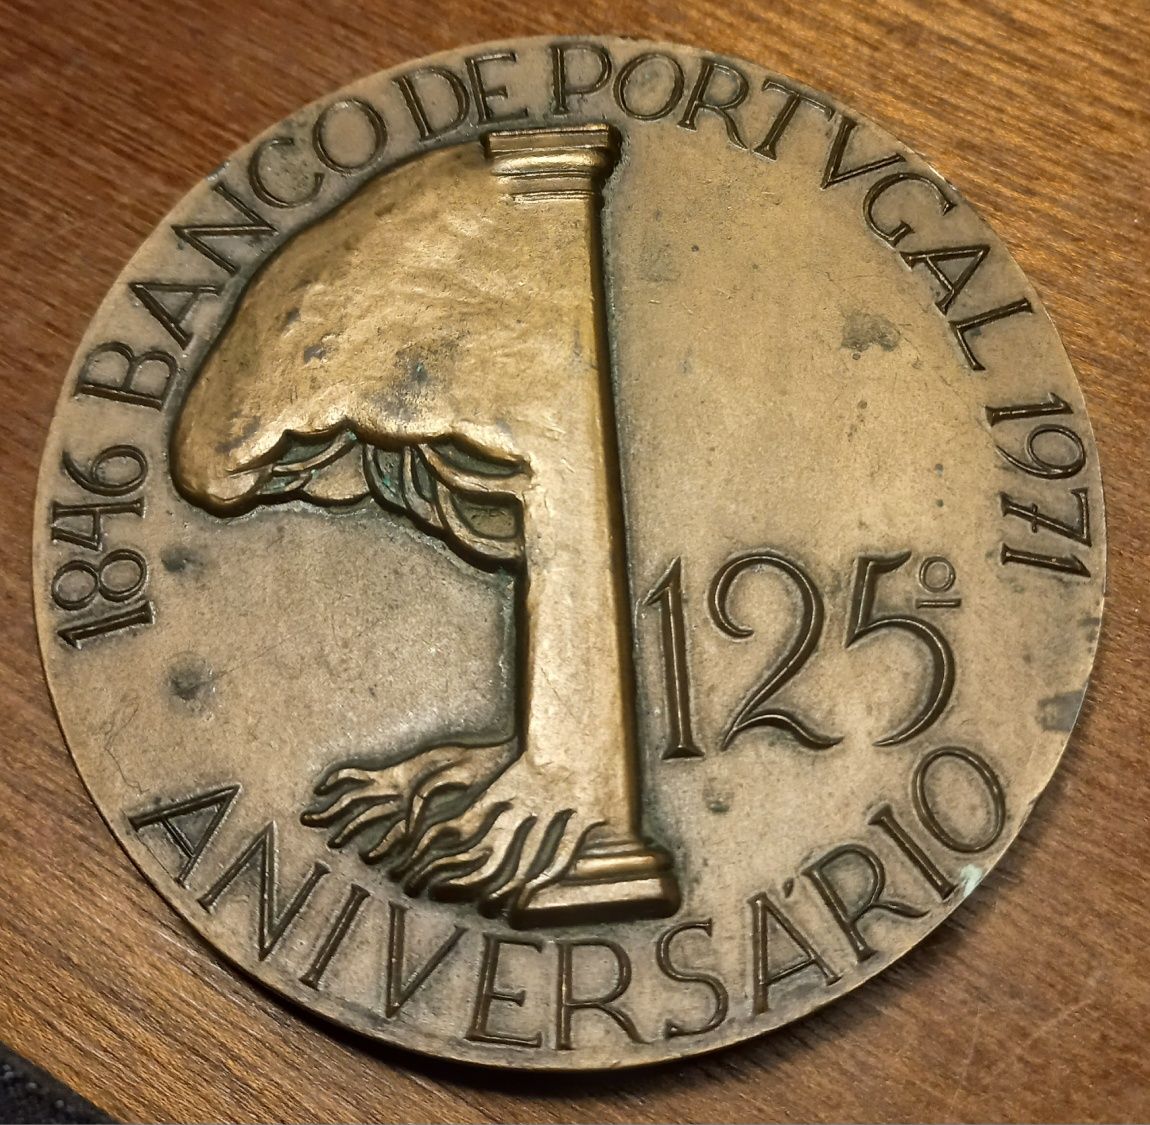 1846 BANCO DE PORTVGAL 1971
125º
ANIVERSÁRIO